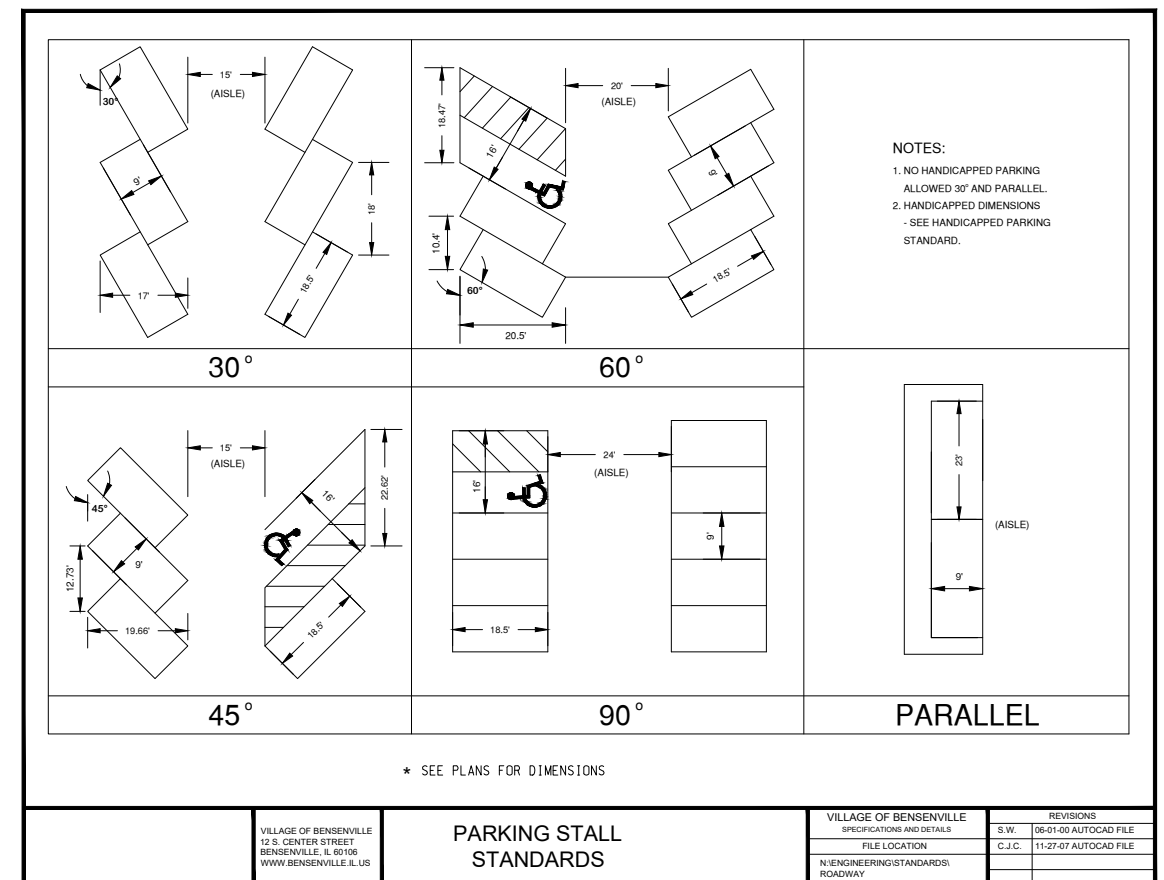 30°
15'
(AISLE)
9'
18'
17'
18.5'
30°
18.47'
16'
20'
(AISLE)
9'
10.4'
60°
18.5'
20.5'
60°
NOTES:
1. NO HANDICAPPED PARKING
ALLOWED 30° AND PARALLEL.
2. HANDICAPPED DIMENSIONS
- SEE HANDICAPPED PARKING
STANDARD.
45°
15'
(AISLE)
16'
22.62'
9'
12.73'
19.66'
18.5'
45°
16'
24'
(AISLE)
9'
18.5'
90°
23'
(AISLE)
9'
PARALLEL
* SEE PLANS FOR DIMENSIONS
VILLAGE OF BENSENVILLE
12 S. CENTER STREET
BENSENVILLE, IL 60106
WWW.BENSENVILLE.IL.US
PARKING STALL
STANDARDS
VILLAGE OF BENSENVILLE
SPECIFICATIONS AND DETAILS
FILE LOCATION
N:\ENGINEERING\STANDARDS\
ROADWAY
REVISIONS
S.W. 06-01-00 AUTOCAD FILE
C.J.C. 11-27-07 AUTOCAD FILE